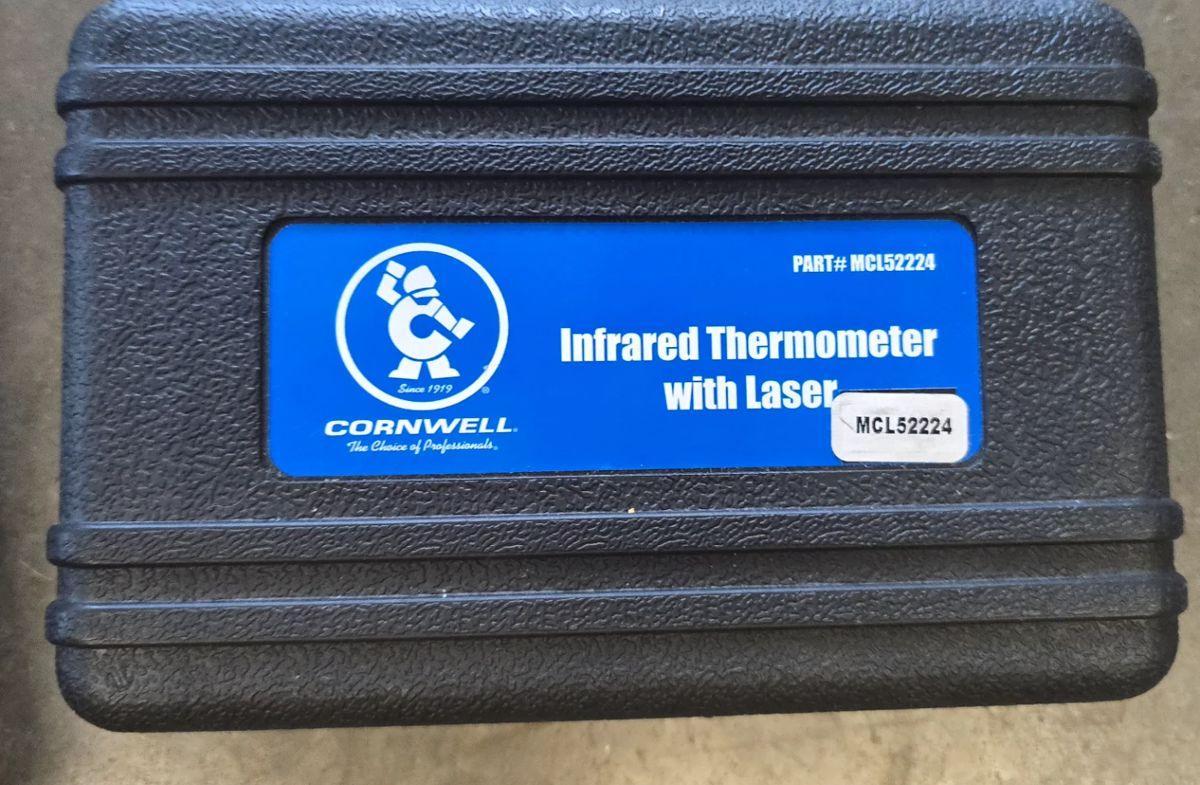 Since 1919
®
CORNWELL®
The Choice of Professionals®
PART# MCL52224
Infrared Thermometer
with Laser
MCL52224